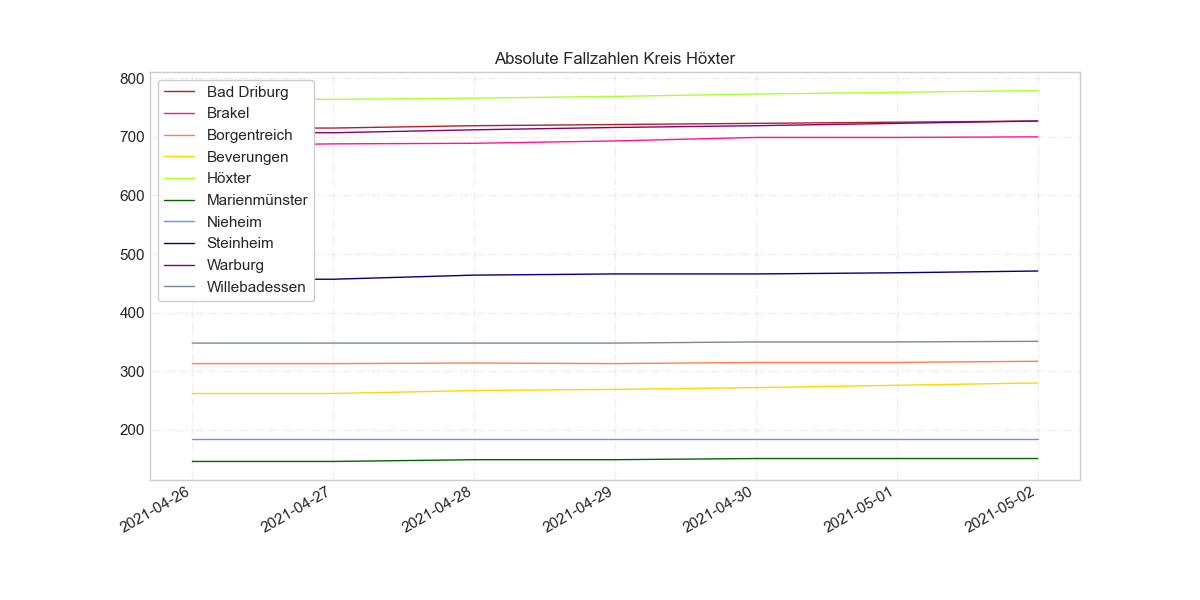 Absolute Fallzahlen Kreis Höxter
800
700
600
500
400
300
200
Bad Driburg
Brakel
Borgentreich
Beverungen
Höxter
Marienmünster
Nieheim
Steinheim
Warburg
Willebadessen
2021-04-26
2021-04-27
2021-04-28
2021-04-29
2021-04-30
2021-05-01
2021-05-02